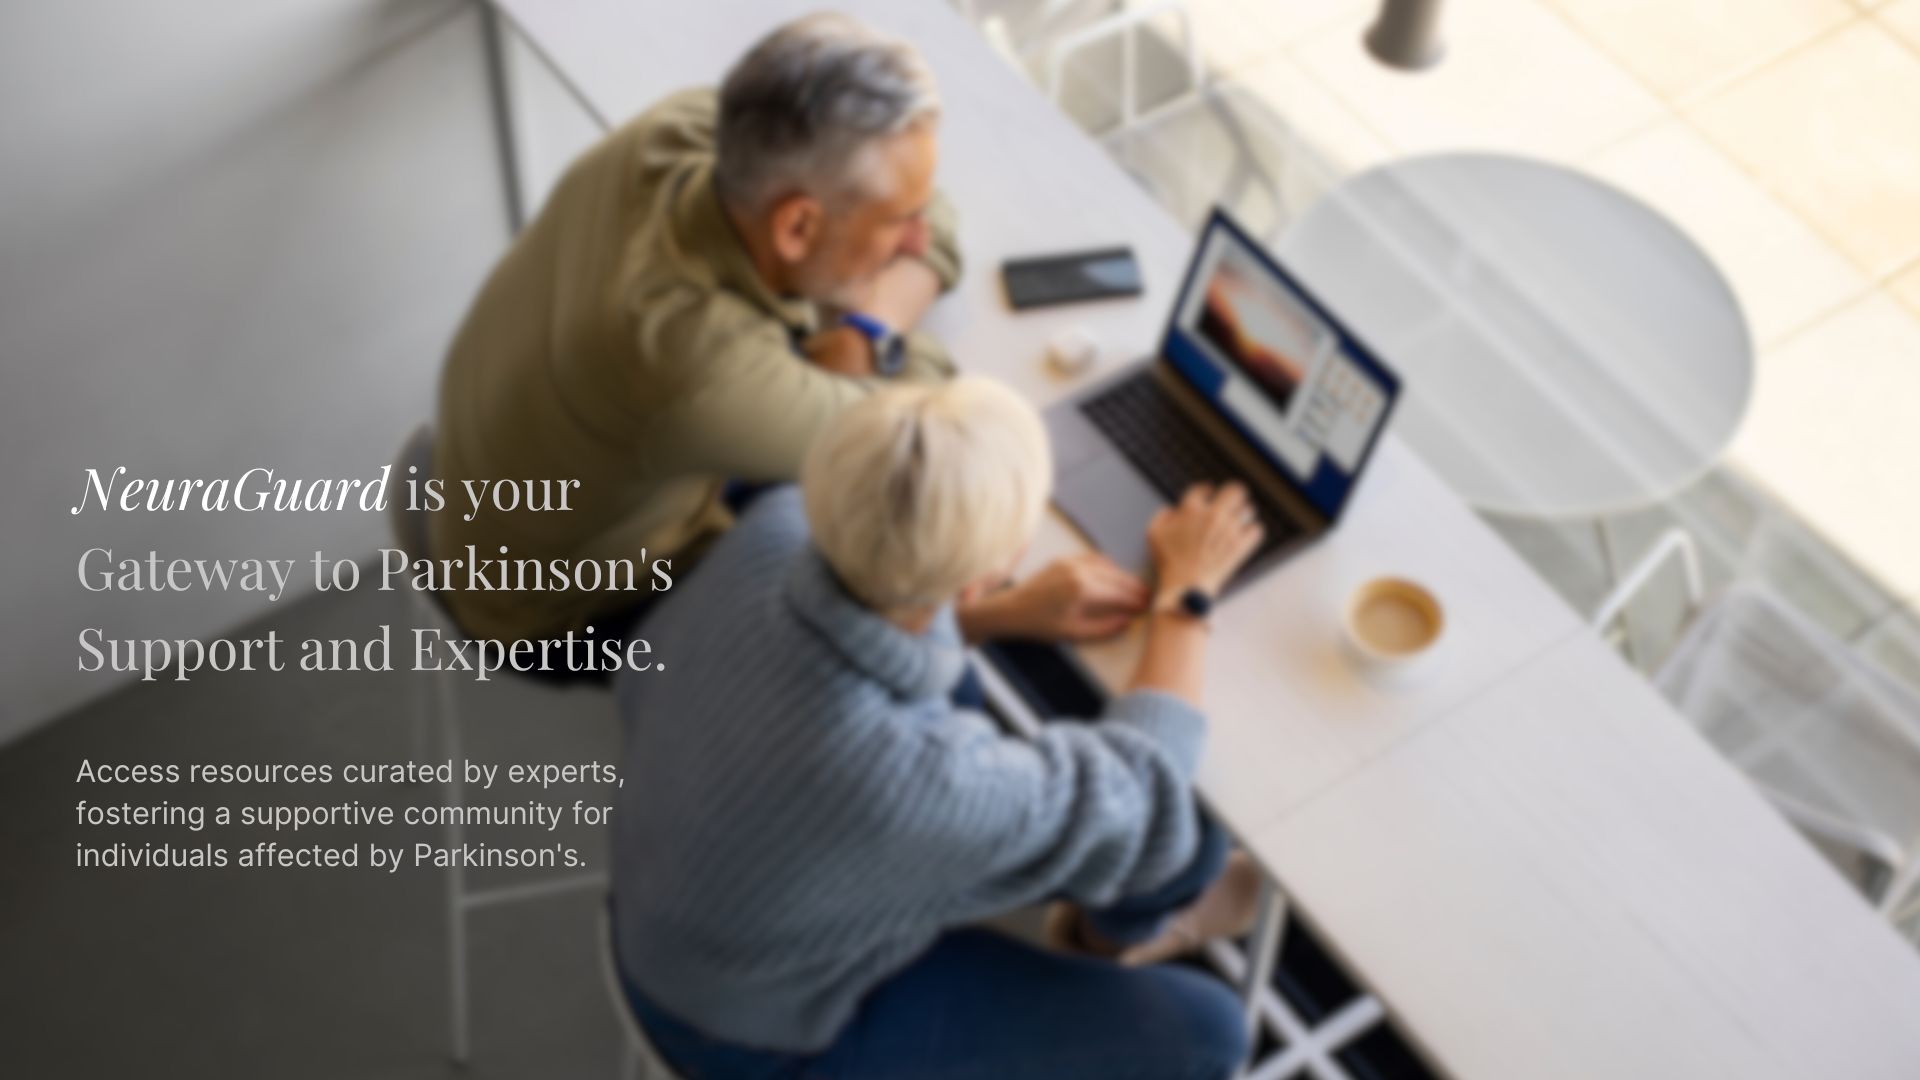 NeuraGuard is your
Gateway to Parkinson's
Support and Expertise.
Access resources curated by experts,
fostering a supportive community for
individuals affected by Parkinson's.